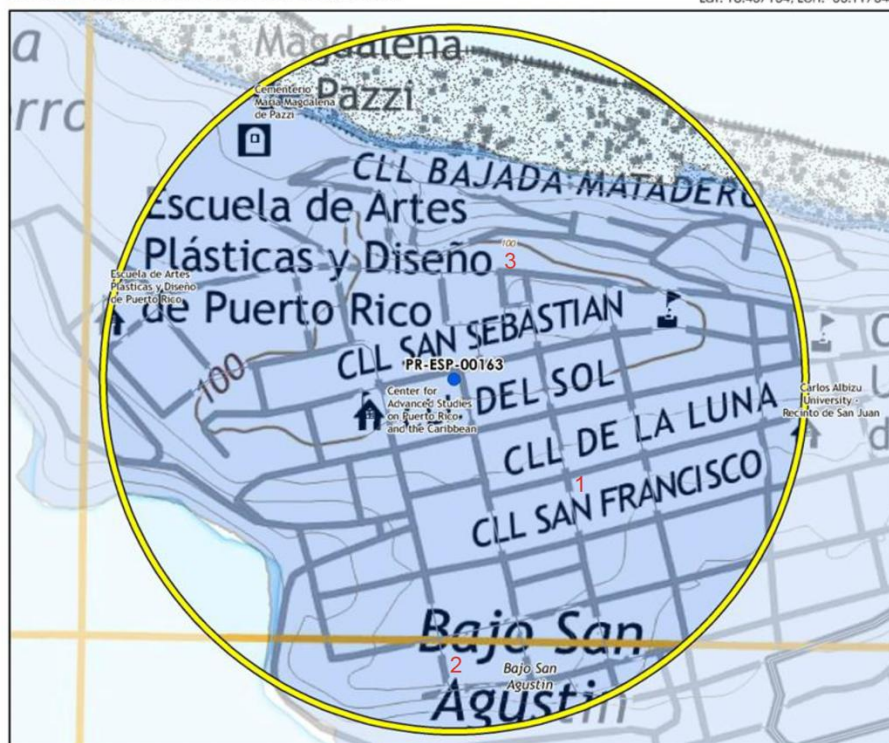 Magdalena
de Pazzi
Cementerio
Maria Magdalena
de Pazzi
CLL BAJADA MATADERO
Escuela de Artes
Plásticas y Diseño
de Puerto Rico
100
3
Escuela de Artes
Plasticas y Diseño
de Puerto Rico
CLL SAN SEBASTIAN
PR-ESP-00163
100
DEL SOL
Center for
Advanced Studies
on Puerto Rico
and the Caribbean
Carlos Albizu
University -
Recinto de San Juan
CLL DE LA LUNA
1
CLL SAN FRANCISCO
Bajo San
Agustin
2
Bajo San
Agustin